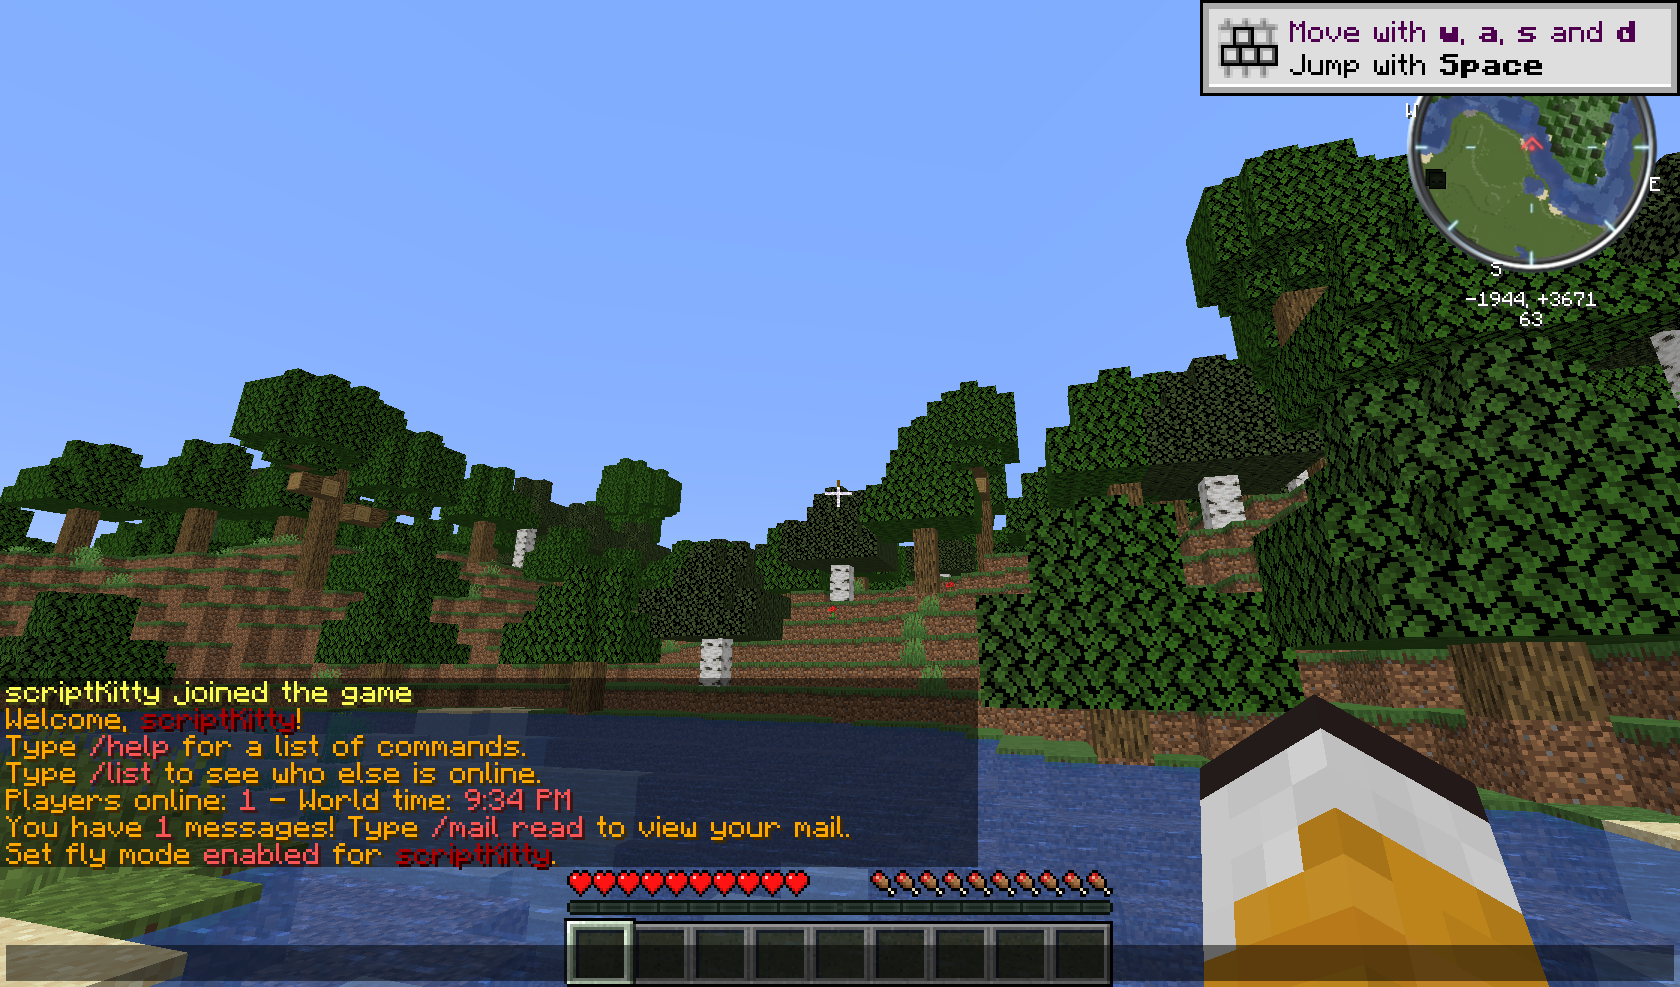 Move with w, a, s and d
Jump with Space
W
E
S
-1944, +3671
63
scriptKitty joined the game
Welcome, scriptKitty!
Type /help for a list of commands.
Type /list to see who else is online.
Players online: 1 - World time: 9:34 PM
You have 1 messages! Type /mail read to view your mail.
Set fly mode enabled for scriptKitty.